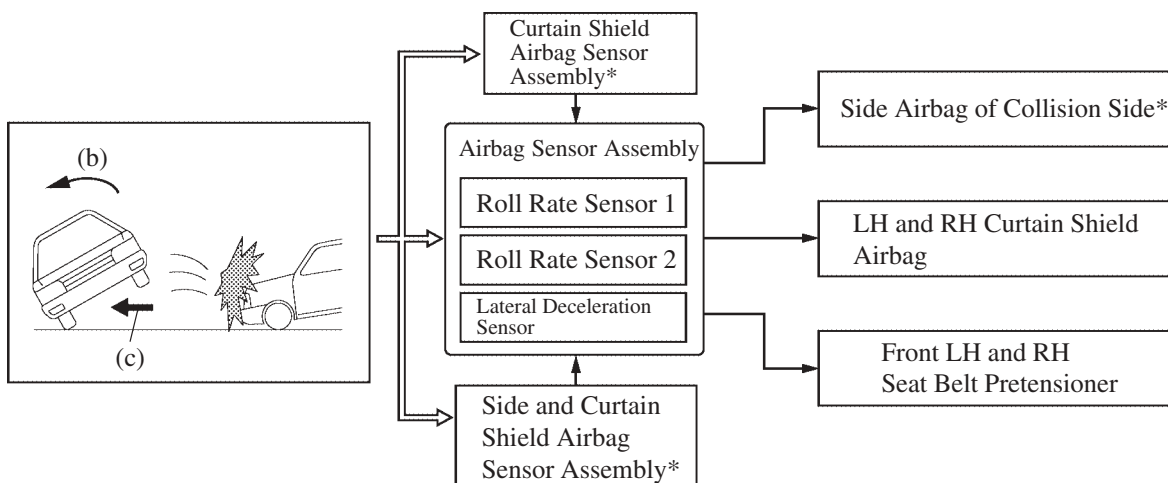 Curtain Shield
Airbag Sensor
Assembly*
(b)
(c)
Airbag Sensor Assembly
Roll Rate Sensor 1
Roll Rate Sensor 2
Lateral Deceleration
Sensor
Side and Curtain
Shield Airbag
Sensor Assembly*
Side Airbag of Collision Side*
LH and RH Curtain Shield
Airbag
Front LH and RH
Seat Belt Pretensioner